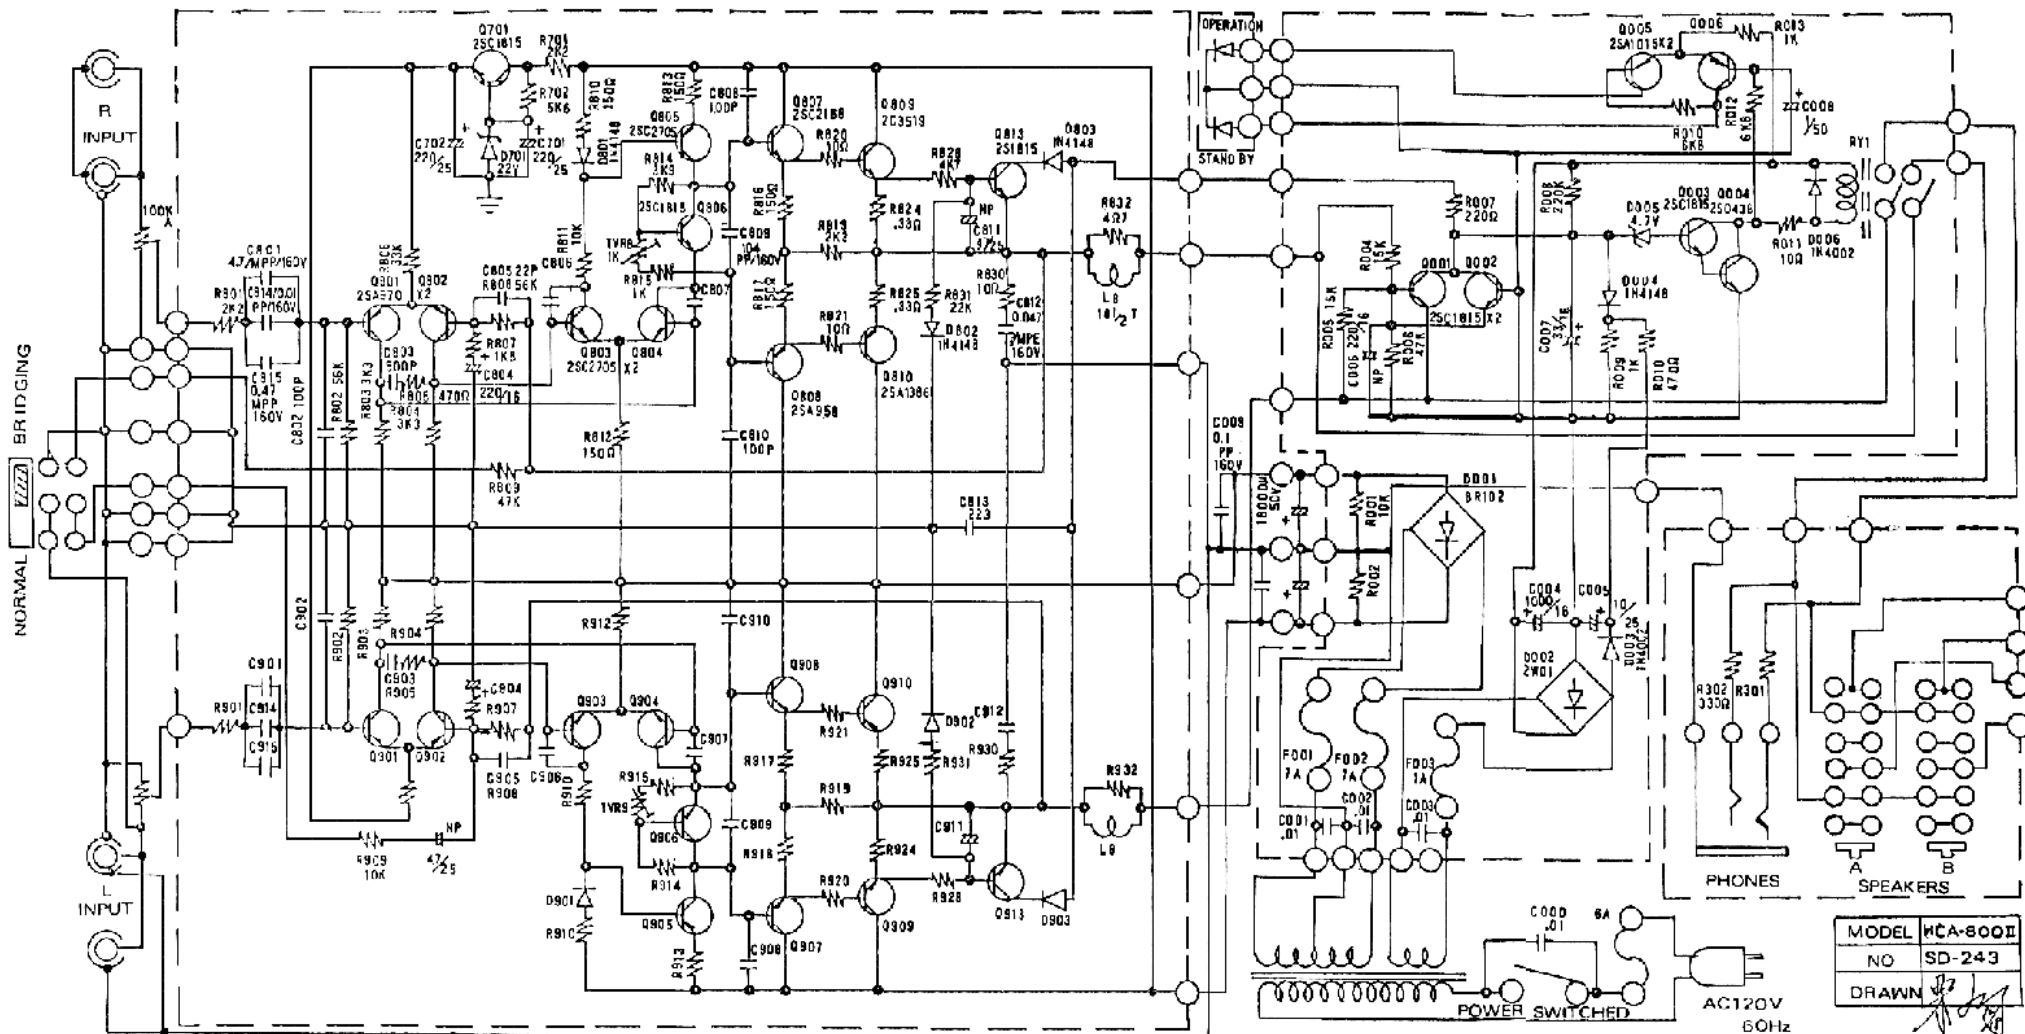 R
INPUT
100K
A
BRIDGING
NORMAL
L
INPUT
Q701
2SC1815
R701
2K2
R702
5K6
C702
220/25
D701
22V
C701
220/25
R810
150Ω
D801
1N4148
R813
150Ω
Q805
2SC2705
C808
100P
Q807
2SC2168
R820
10Ω
Q809
2C3519
R814
3K9
Q806
2SC1815
R816
150Ω
R811
10K
C806
TVR8
1K
R815
1K
C807
C809
104
PP/160V
R819
2K2
R824
.33Ω
R828
4K7
Q813
2S1815
D803
1N4148
NP
C811
47/25
R832
4Ω7
L8
18 1/2 T
R830
10Ω
R825
.33Ω
R831
22K
D802
1N4148
C812
0.047
MPE
160V
R817
150Ω
R821
10Ω
Q808
2SA958
Q810
2SA1386
C810
100P
C801
4.7/MPP/160V
R801
2K2
C814/0.01
PP/160V
C815
0.47
MPP
160V
C802 100P
R802 56K
R806
33K
Q801
2SA970
Q802
X2
C805 22P
R808 56K
R807
1K8
C803
R805 470Ω
C804
220/16
R803 3K3
R804
3K3
Q803
2SC2705 X2
Q804
R812
150Ω
R809
47K
C813
223
C902
R902
R903
R904
C903
R905
C904
R907
C901
C914
C915
R901
Q901
Q902
C905
R908
C906
R909
10K
NP
47/25
R912
Q903
Q904
C907
R915
TVR9
Q906
R914
D901
R910
Q905
R913
C908
C910
C909
Q908
R921
Q910
R917
R925
R919
R918
R924
R920
Q907
Q909
D902
R931
C912
R930
C911
R928
Q913
D903
R932
L9
OPERATION
STAND BY
Q005
2SA1015X2
Q006
R013
1K
R010
6K8
R012
6K8
C008
1/50
RY1
R007
220Ω
R008
220K
D005
4.7V
Q003
2SC1815
Q004
2SD438
R011
10Ω
D006
1N4002
R004
15K
Q001
Q002
2SC1815 X2
R005 15K
C006 220/16
NP
R006
47K
D004
1N4148
C007
33/16
R009
1K
R010
470Ω
C009
0.1
PP
160V
50V
R001
10K
R002
D001
BR102
C004
1000/16
C005
10/25
D002
2W01
D003
1N4002
F001
7A
F002
7A
F003
1A
C001
.01
C002
.01
C003
.01
R302
330Ω
R301
PHONES
A
B
SPEAKERS
C000
.01
6A
POWER
SWITCHED
AC120V
60Hz
MODEL HCA-800II
NO SD-243
DRAWN